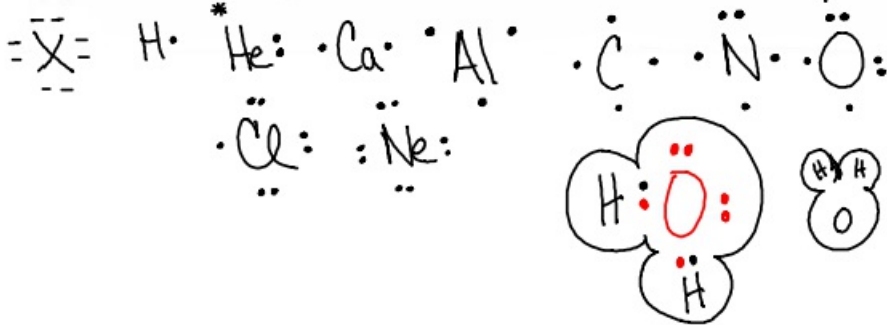 X H· *He: ·Ca· ·Al· ·C· ·N· ·O:
·Cl: :Ne:
H:O: H H
O
H